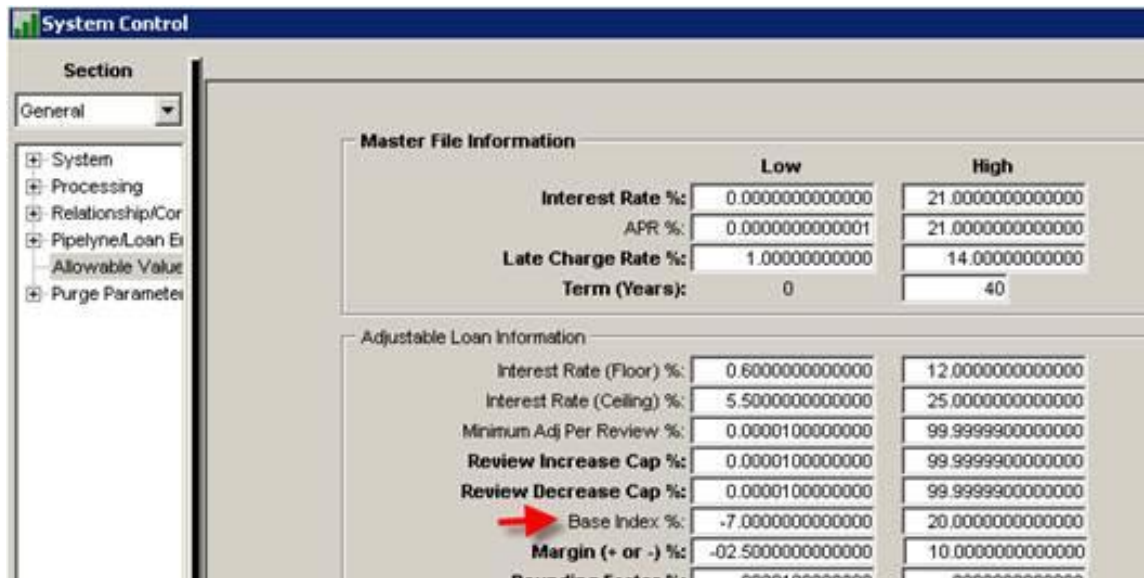 System Control
Section
General
System
Processing
Relationship/Cor
Pipelyne/Loan
Allowable Value
Purge Parameter
Master File Information
Low High
Interest Rate %: 0.0000000000000 21.0000000000000
APR %: 0.0000000000001 21.0000000000000
Late Charge Rate %: 1.00000000000 14.00000000000
Term (Years): 0 40
Adjustable Loan Information
Interest Rate (Floor) %: 0.6000000000000 12.0000000000000
Interest Rate (Ceiling) %: 5.5000000000000 25.0000000000000
Minimum Adj Per Review %: 0.0000100000000 99.9999900000000
Review Increase Cap %: 0.0000100000000 99.9999900000000
Review Decrease Cap %: 0.0000100000000 99.9999900000000
Base Index %: -7.0000000000000 20.0000000000000
Margin (+ or -) %: -02.5000000000000 10.0000000000000